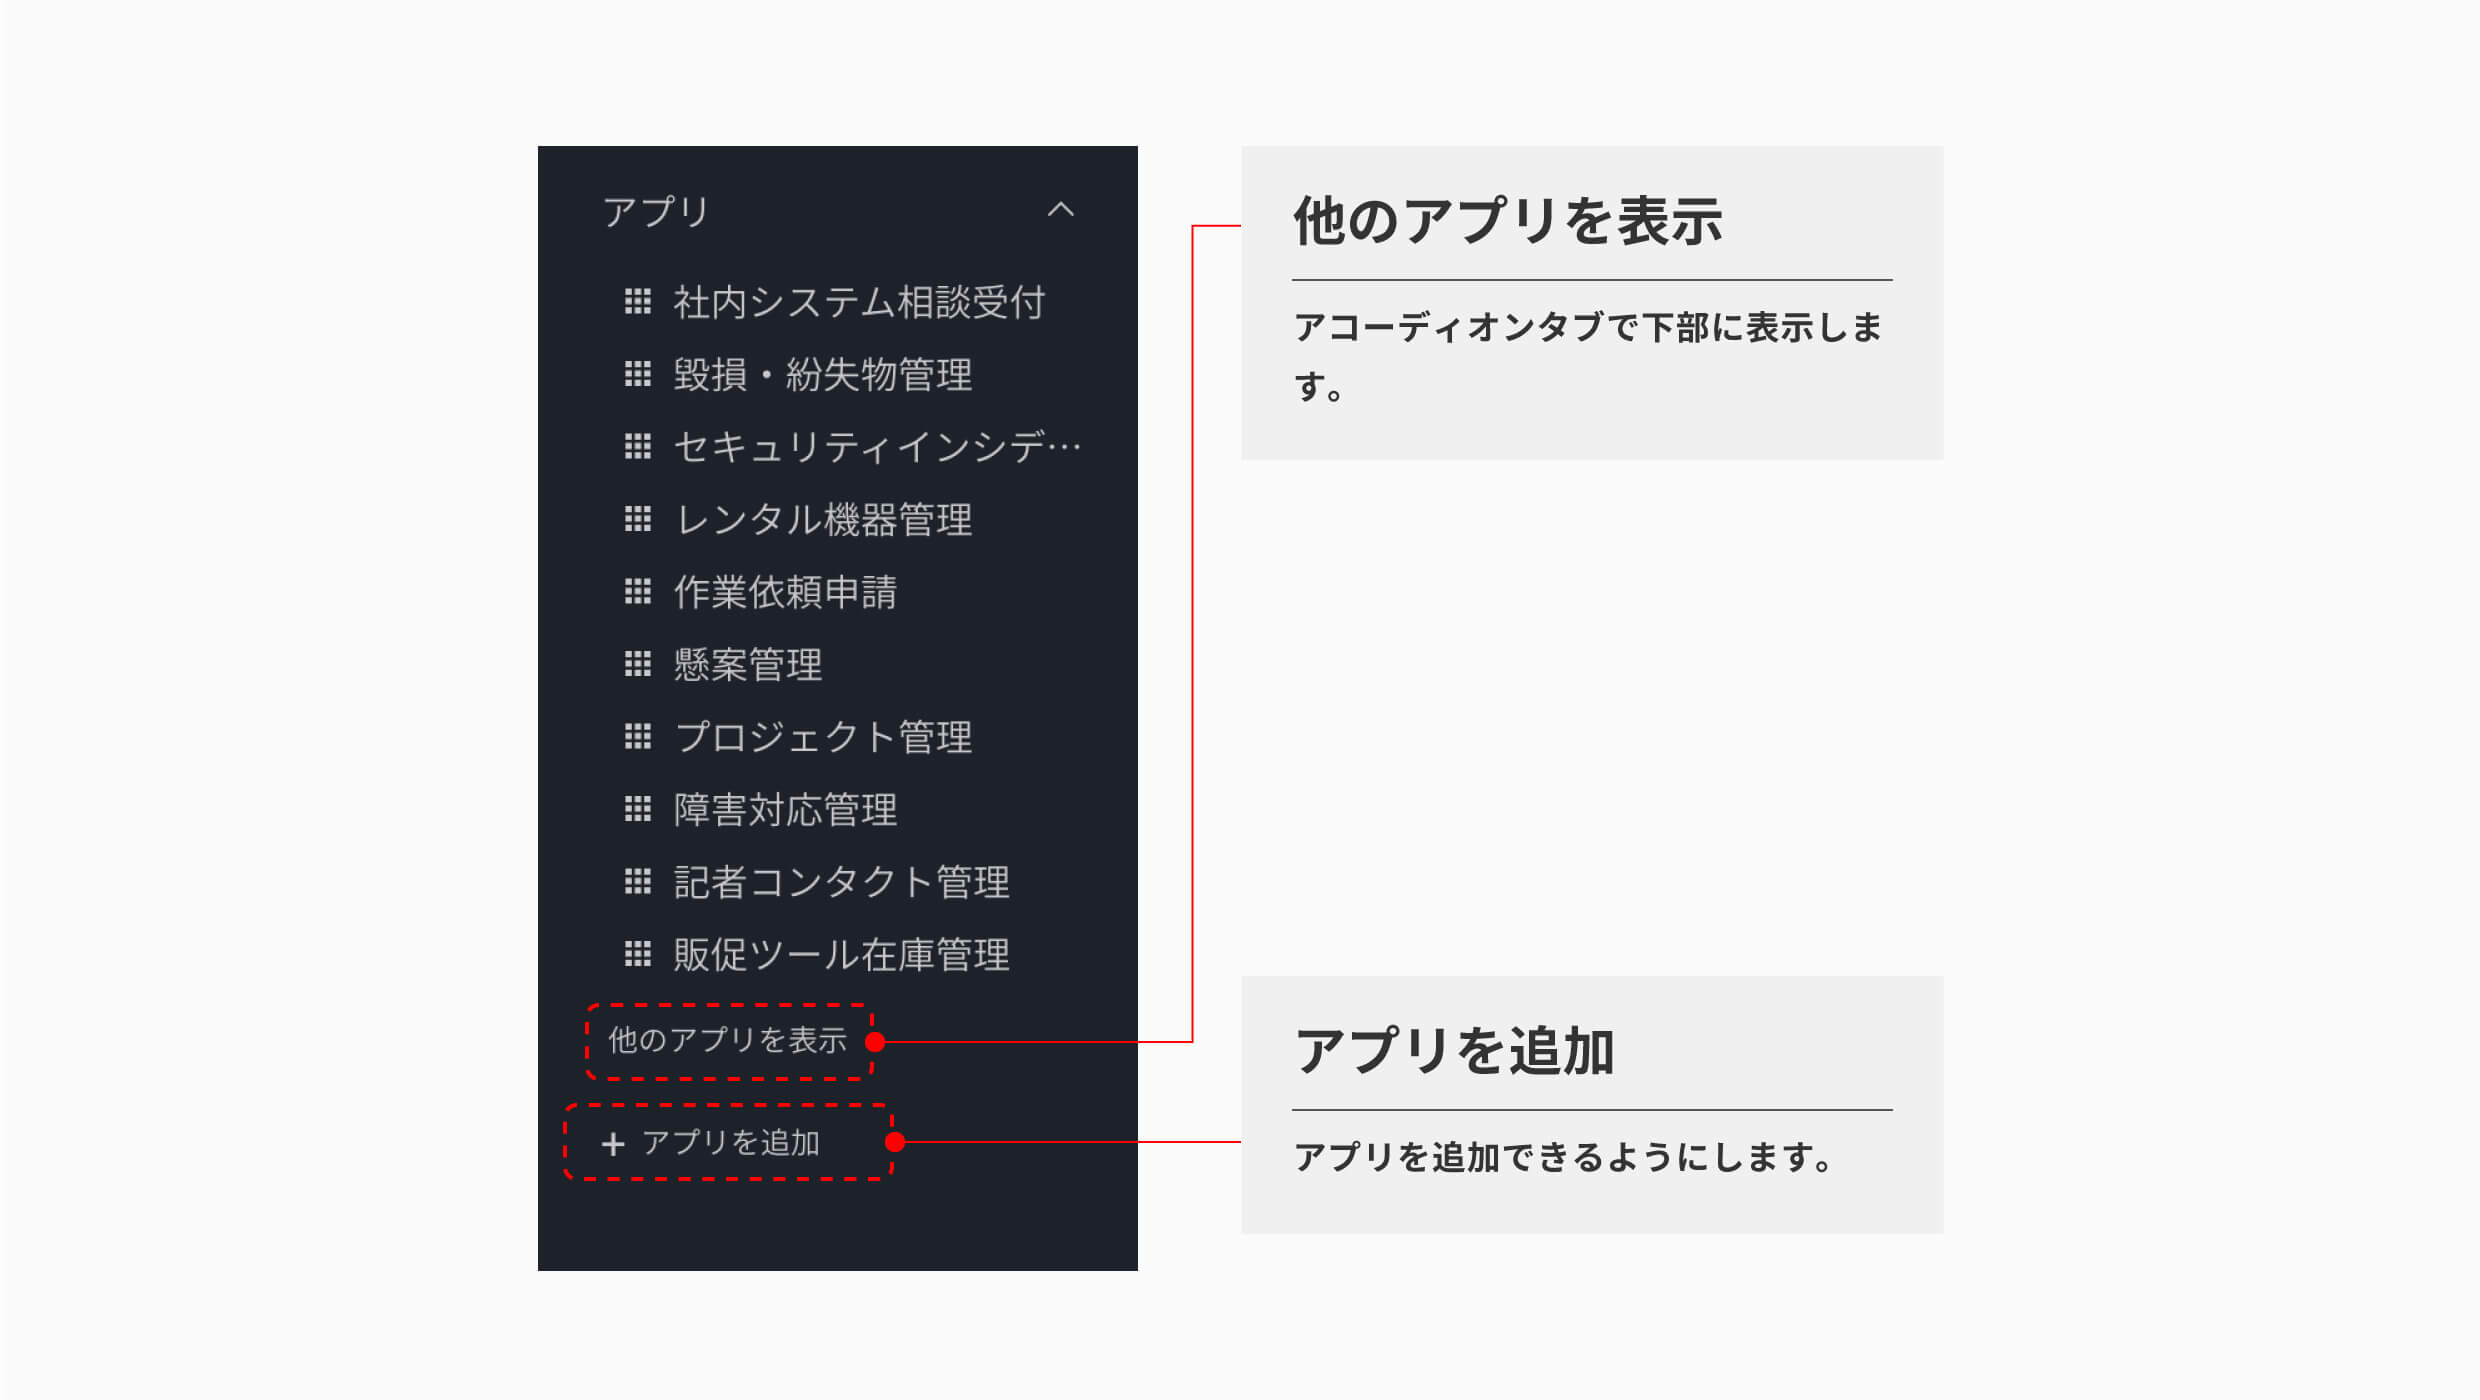 アプリ
社内システム相談受付
毀損・紛失物管理
セキュリティインシデ…
レンタル機器管理
作業依頼申請
懸案管理
プロジェクト管理
障害対応管理
記者コンタクト管理
販促ツール在庫管理
他のアプリを表示
+ アプリを追加
他のアプリを表示
アコーディオンタブで下部に表示しま
す。
アプリを追加
アプリを追加できるようにします。